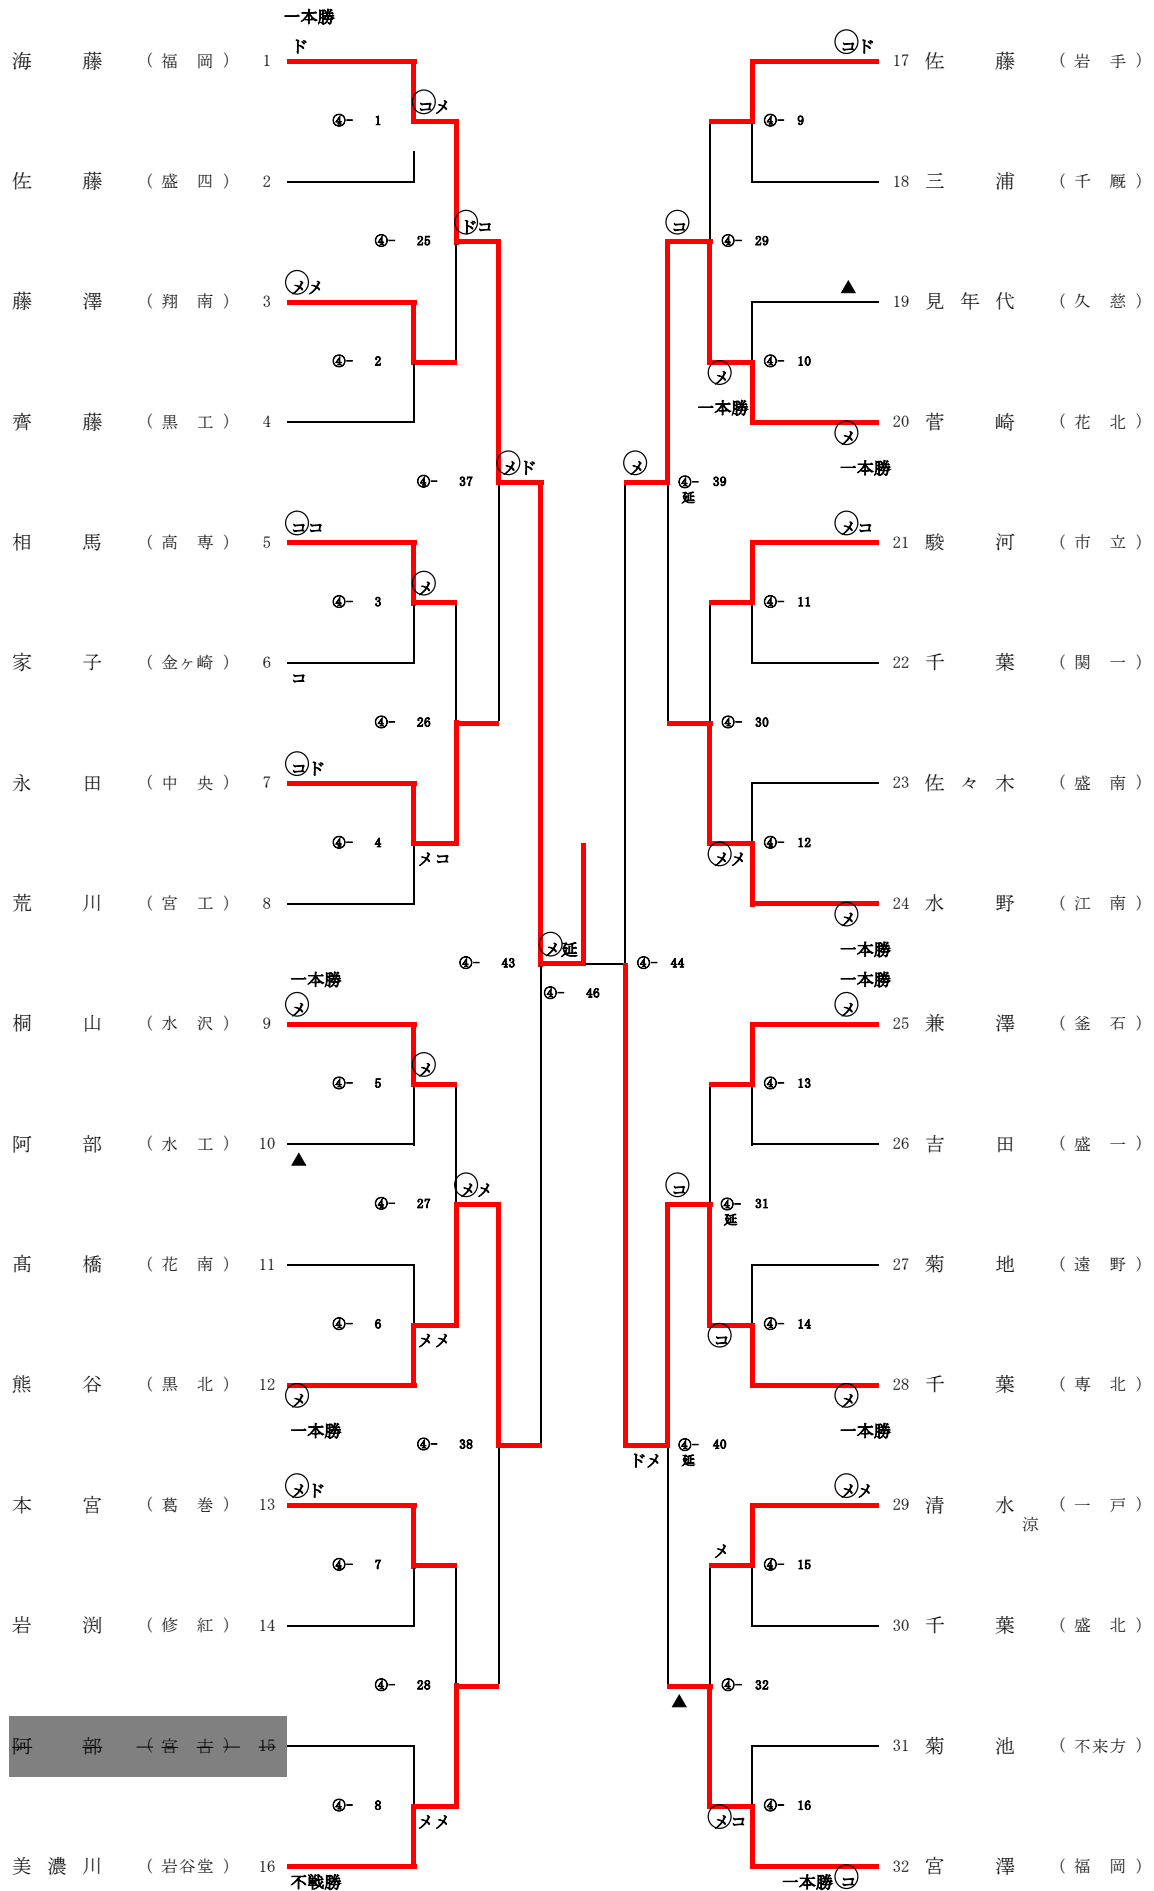 一本勝
ド
海藤 （福岡） 1
㋙ド
17 佐藤 （岩手）
㋙メ
④- 1
④- 9
佐藤 （盛四） 2
18 三浦 （千厩）
㋣゙コ
㋙
④- 25
④- 29
㋱メ
▲
藤澤 （翔南） 3
19 見年代 （久慈）
④- 2
④- 10
㋱
一本勝
齊藤 （黒工） 4
20 菅崎 （花北）
㋱
一本勝
㋱ド
㋱
④- 37
④- 39
延
㋙コ
㋱コ
相馬 （高専） 5
21 駿河 （市立）
㋱
④- 3
④- 11
家子 （金ヶ崎） 6
22 千葉 （関一）
コ
④- 26
④- 30
㋙ド
永田 （中央） 7
23 佐々木 （盛南）
④- 4
④- 12
メコ
㋱メ
荒川 （宮工） 8
24 水野 （江南）
㋱
一本勝
㋱延
④- 43
④- 44
一本勝
一本勝
④- 46
㋱
㋱
桐山 （水沢） 9
25 兼澤 （釜石）
㋱
④- 5
④- 13
阿部 （水工） 10
26 吉田 （盛一）
▲
㋱メ
㋙
④- 27
④- 31
延
髙橋 （花南） 11
27 菊地 （遠野）
④- 6
④- 14
メメ
㋙
熊谷 （黒北） 12
28 千葉 （専北）
㋱
㋱
一本勝
一本勝
④- 38
④- 40
ドメ
延
㋱ド
㋱メ
本宮 （葛巻） 13
29 清水 （一戸）
涼
メ
④- 7
④- 15
岩渕 （修紅） 14
30 千葉 （盛北）
④- 28
④- 32
▲
阿部 （宮古） 15
31 菊池 （不来方）
④- 8
④- 16
メメ
㋱コ
美濃川 （岩谷堂） 16
32 宮澤 （福岡）
不戦勝
一本勝㋙